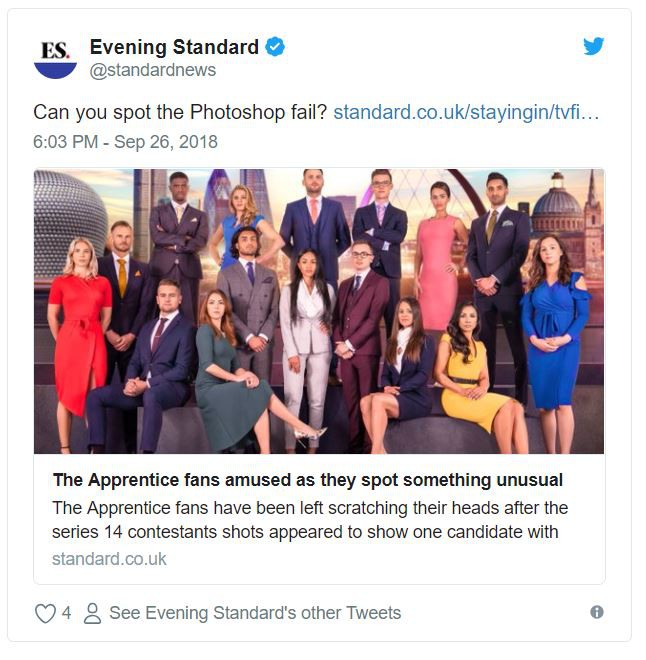 ES.
Evening Standard
@standardnews
Can you spot the Photoshop fail? standard.co.uk/stayingin/tvfi…
6:03 PM - Sep 26, 2018
The Apprentice fans amused as they spot something unusual
The Apprentice fans have been left scratching their heads after the
series 14 contestants shots appeared to show one candidate with
standard.co.uk
4 See Evening Standard's other Tweets